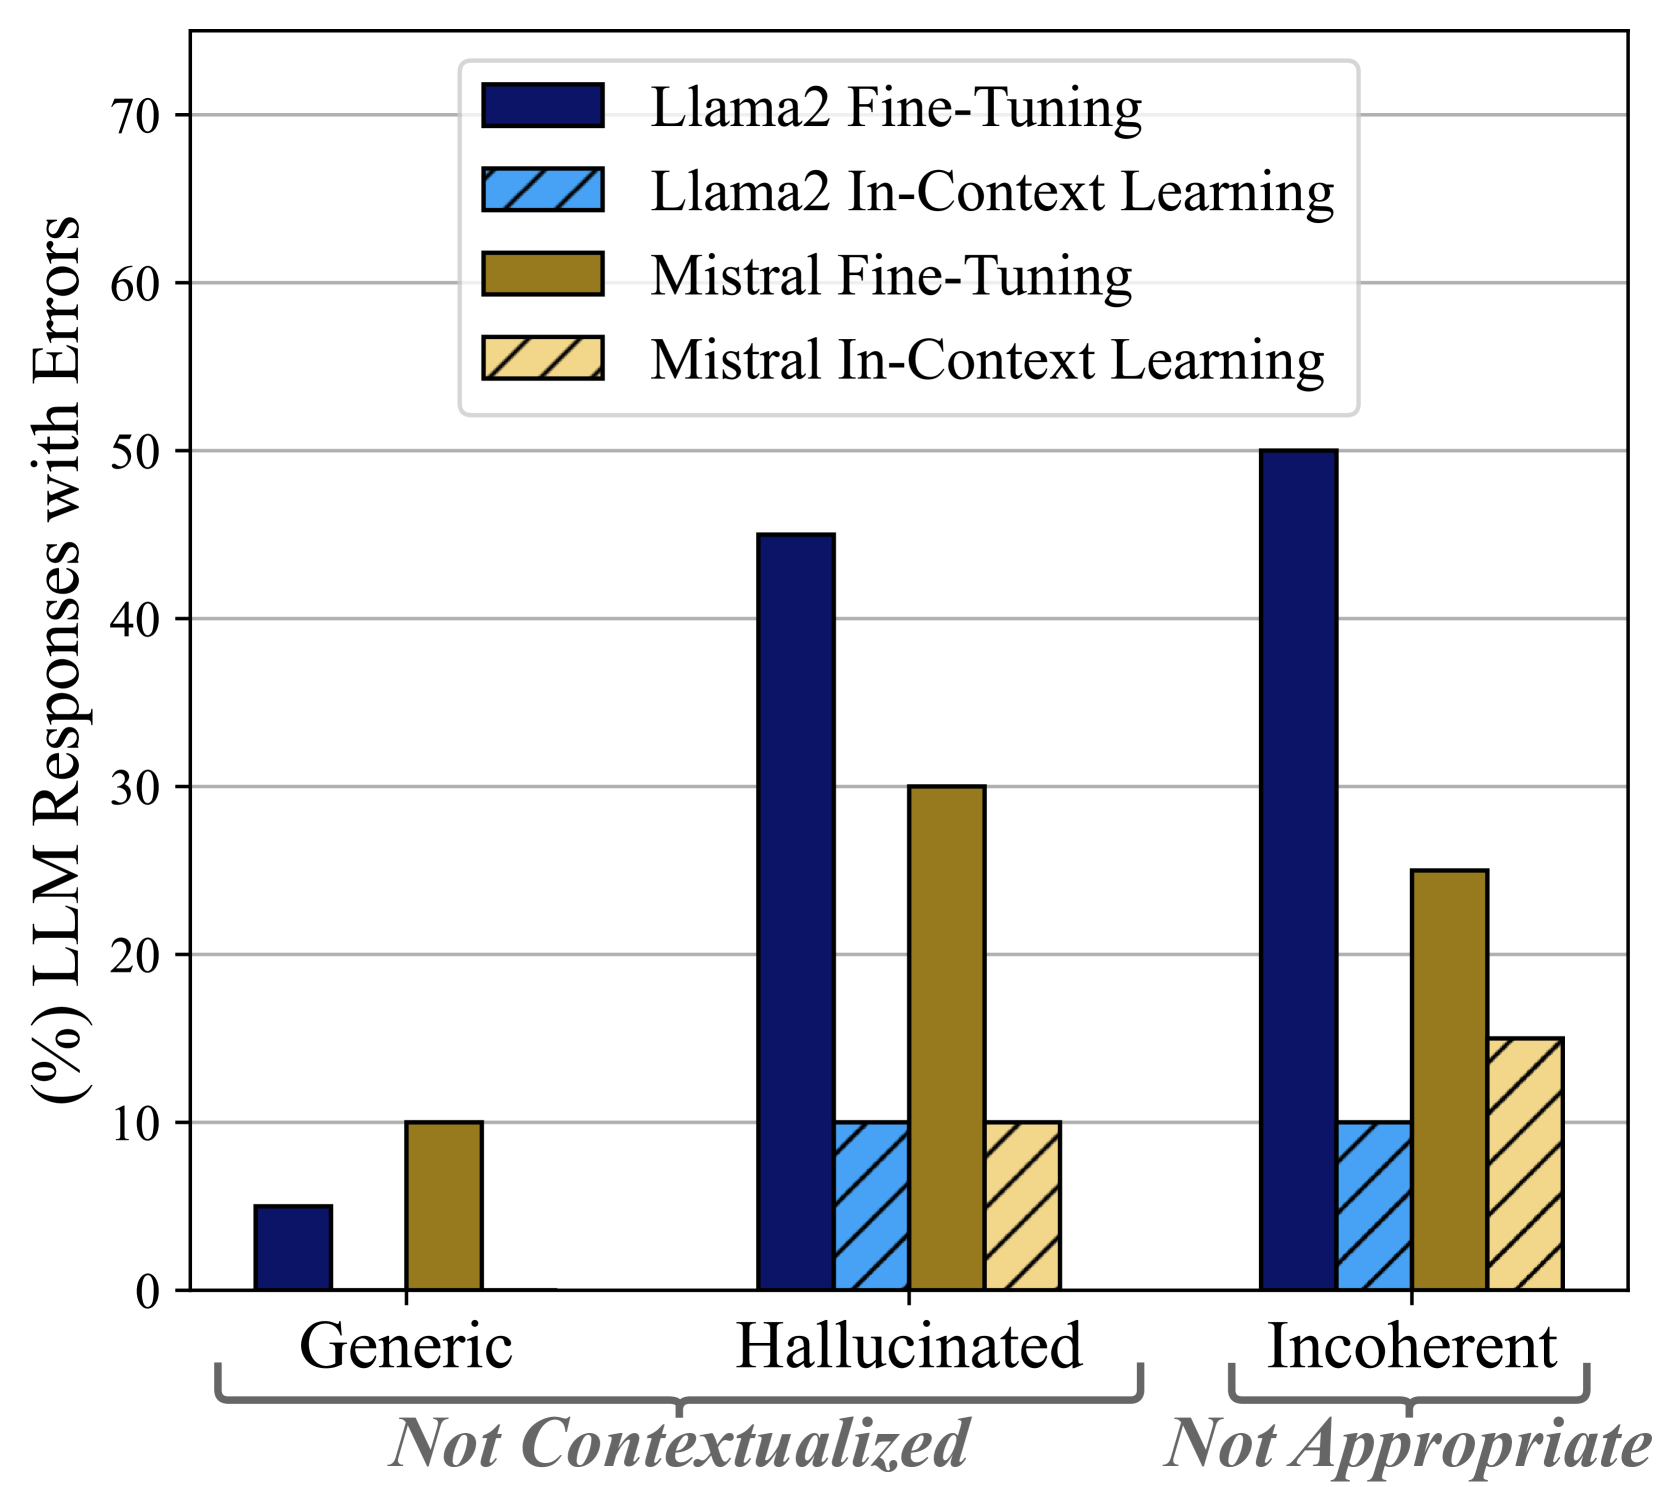 (%) LLM Responses with Errors
70
60
50
40
30
20
10
0
Llama2 Fine-Tuning
Llama2 In-Context Learning
Mistral Fine-Tuning
Mistral In-Context Learning
Generic Hallucinated Incoherent
Not Contextualized Not Appropriate